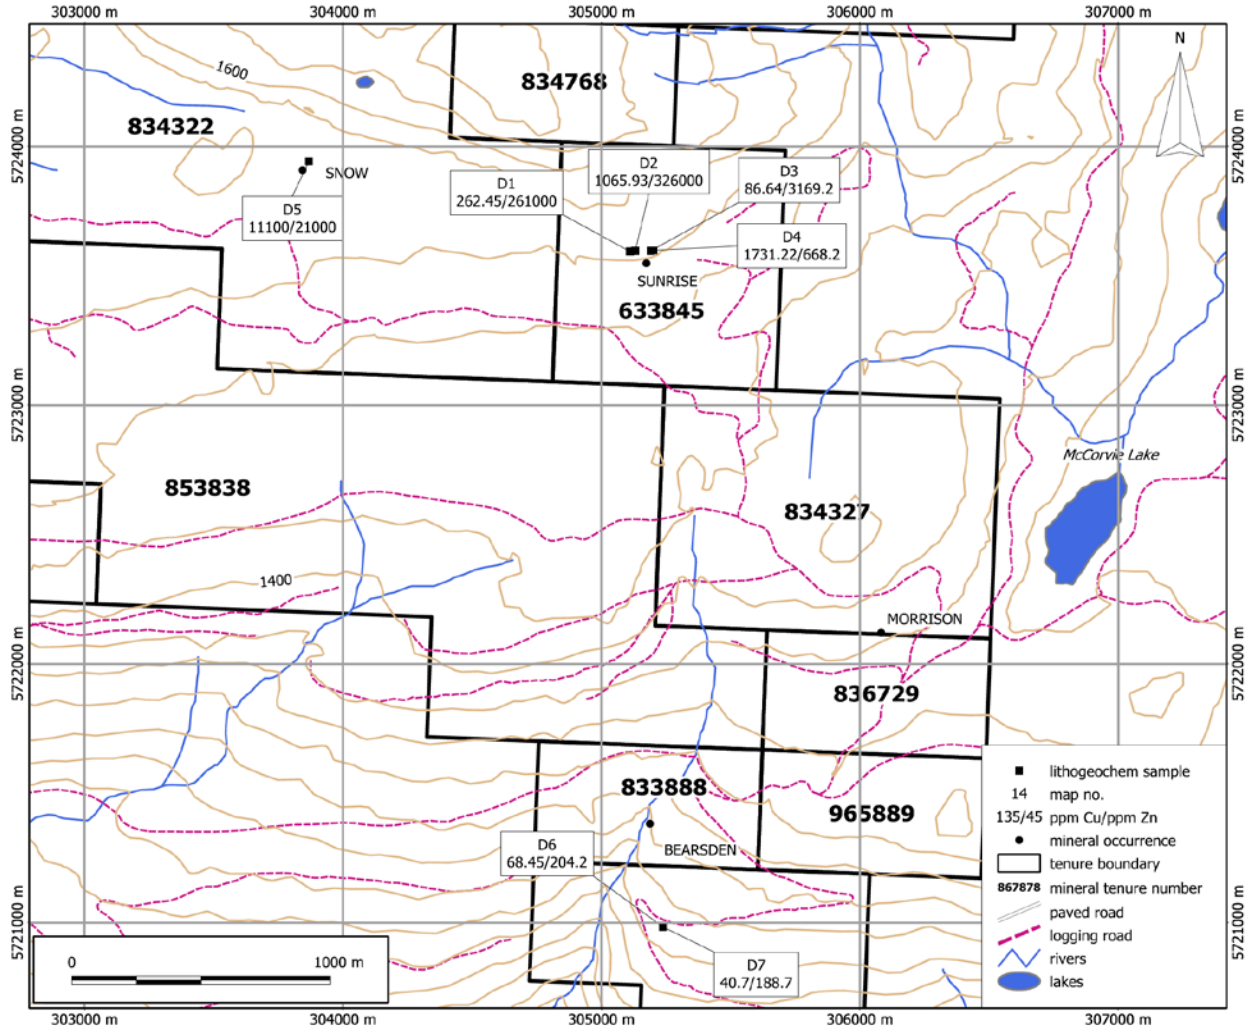 303000 m
304000 m
305000 m
306000 m
307000 m
N
1600
834768
834322
5724000 m
5724000 m
SNOW
D1
262.45/261000
D2
1065.93/326000
D3
86.64/3169.2
D5
11100/21000
D4
1731.22/668.2
SUNRISE
633845
5723000 m
5723000 m
McCorvie Lake
853838
834327
1400
MORRISON
5722000 m
5722000 m
836729
833888
965889
BEARSDEN
D6
68.45/204.2
5721000 m
5721000 m
D7
40.7/188.7
lithogeochem sample
14 map no.
135/45 ppm Cu/ppm Zn
mineral occurrence
tenure boundary
867878 mineral tenure number
paved road
logging road
rivers
lakes
0 1000 m
303000 m
304000 m
305000 m
306000 m
307000 m